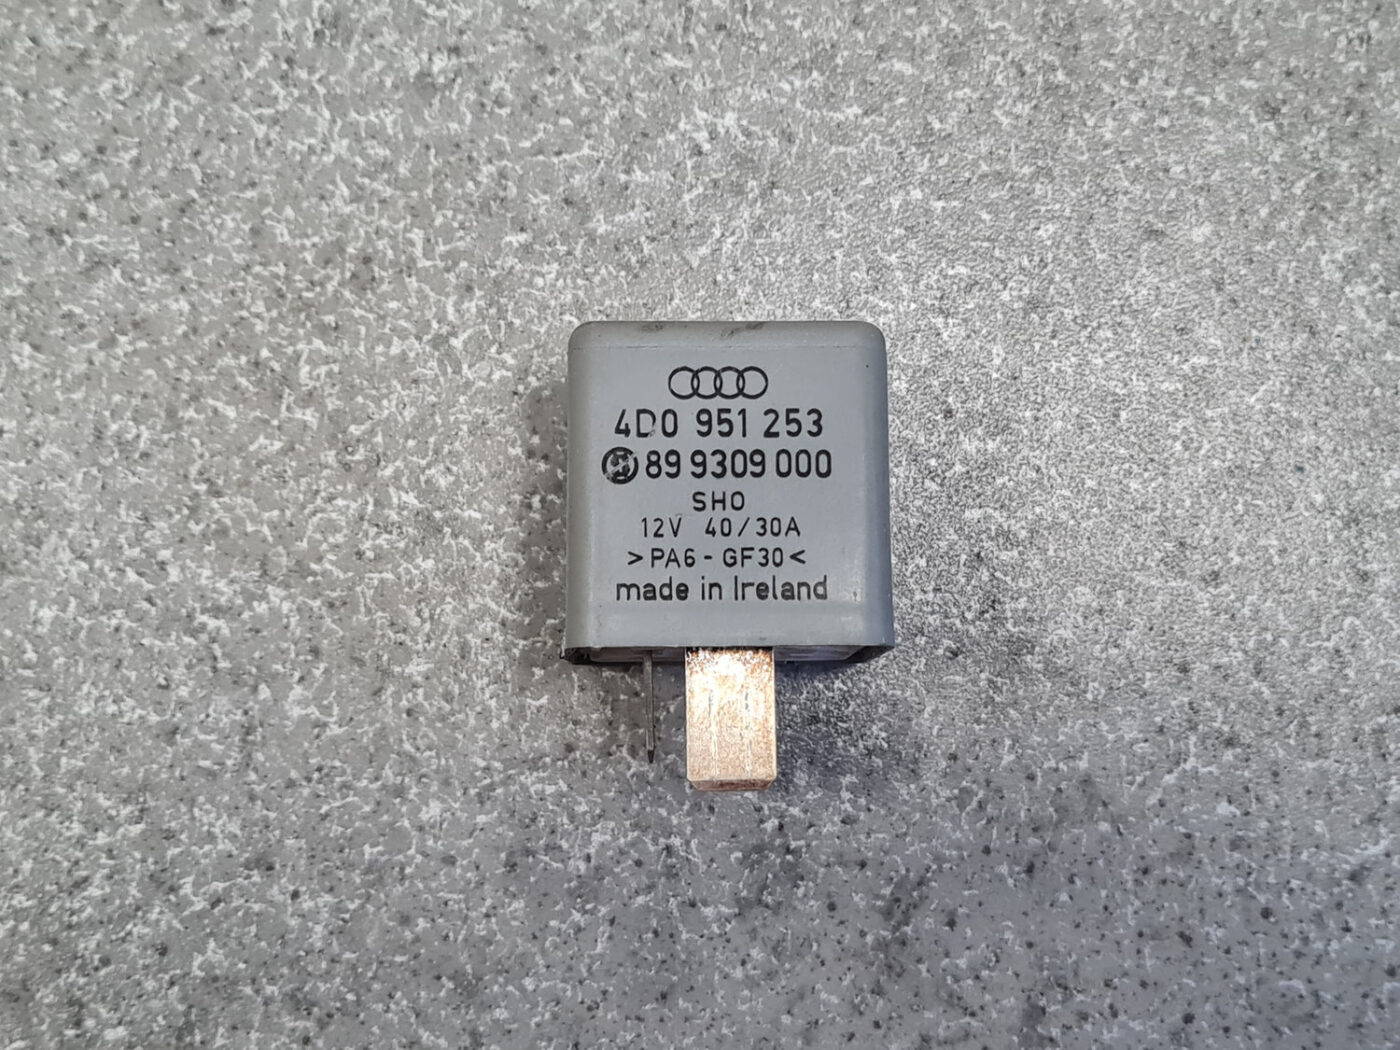 4D0 951 253
89 9309 000
SHO
12V 40/30A
>PA6-GF30<
made in Ireland